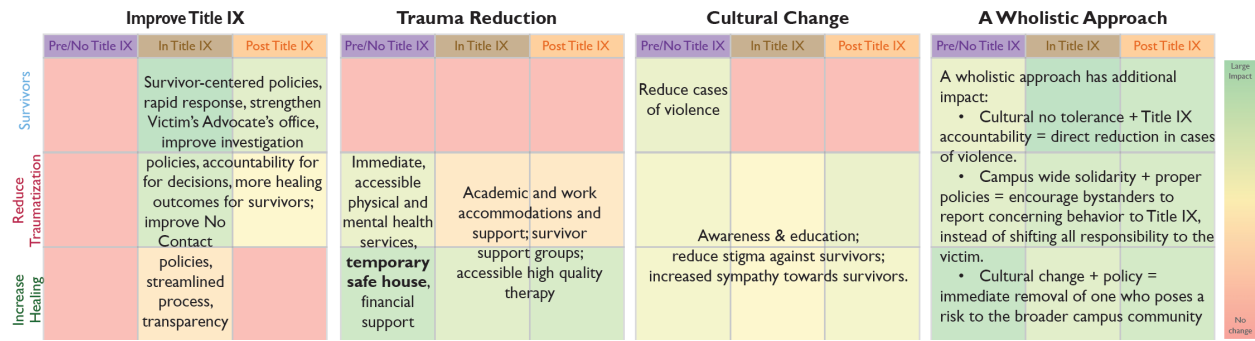 Improve Title IX
Trauma Reduction
Cultural Change
A Wholistic Approach
Pre/No Title IX
In Title IX
Post Title IX
Pre/No Title IX
In Title IX
Post Title IX
Pre/No Title IX
In Title IX
Post Title IX
Pre/No Title IX
In Title IX
Post Title IX
Survivors
Reduce
Traumatization
Increase
Healing
Survivor-centered policies,
rapid response, strengthen
Victim's Advocate's office,
improve investigation
policies, accountability for
for decisions, more healing
outcomes for survivors;
improve No
Contact
policies,
streamlined
process,
transparency
Immediate,
accessible
physical and
mental health
services,
temporary
safe house,
financial
support
Academic and work
accommodations and
support; survivor
support groups;
accessible high quality
therapy
Reduce cases
of violence
Awareness & education;
reduce stigma against survivors;
increased sympathy towards survivors.
A wholistic approach has additional
impact:
• Cultural no tolerance + Title IX
accountability = direct reduction in cases
of violence.
• Campus wide solidarity + proper
policies = encourage bystanders to
report concerning behavior to Title IX,
instead of shifting all responsibility to the
victim.
• Cultural change + policy =
immediate removal of one who poses a
risk to the broader campus community
Large
Impact
No
change